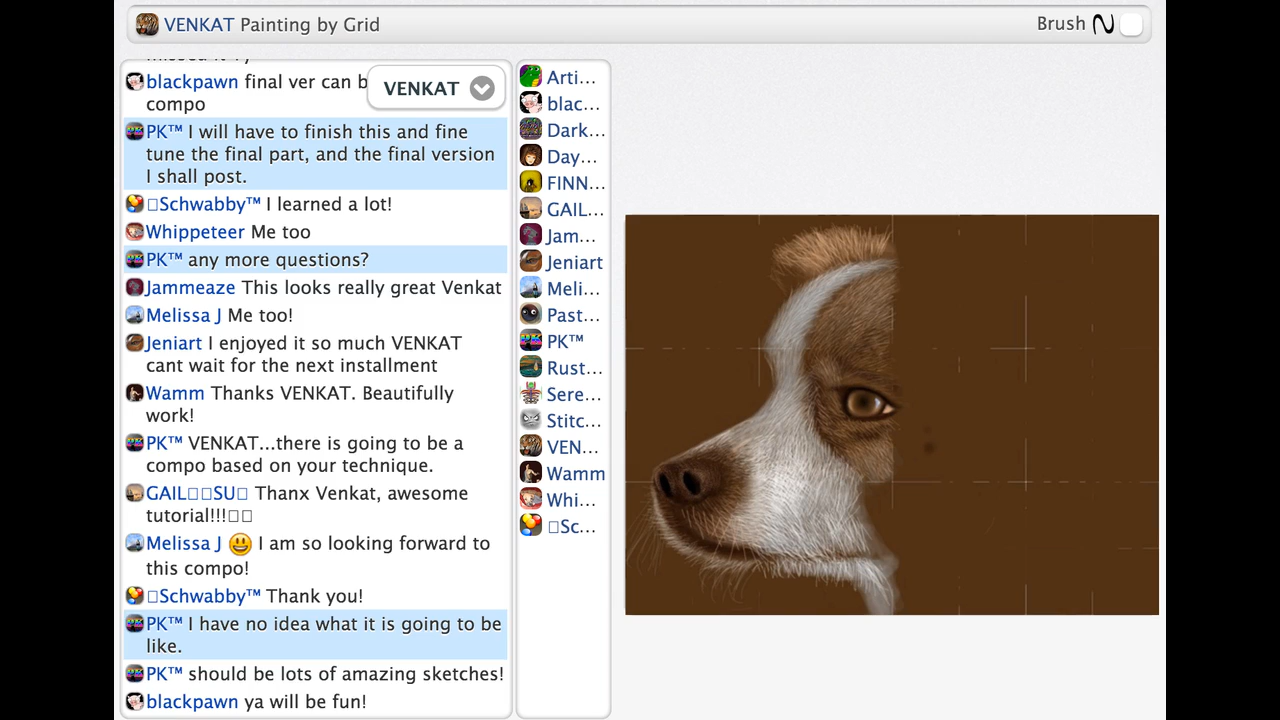 VENKAT Painting by Grid
Brush
blackpawn final ver can b
compo
VENKAT
PK™ I will have to finish this and fine
tune the final part, and the final version
I shall post.
Schwabby™ I learned a lot!
Whippeteer Me too
PK™ any more questions?
Jammeaze This looks really great Venkat
Melissa J Me too!
Jeniart I enjoyed it so much VENKAT
cant wait for the next installment
Wamm Thanks VENKAT. Beautifully
work!
PK™ VENKAT...there is going to be a
compo based on your technique.
GAIL SU Thanx Venkat, awesome
tutorial!!!
Melissa J 😃 I am so looking forward to
this compo!
Schwabby™ Thank you!
PK™ I have no idea what it is going to be
like.
PK™ should be lots of amazing sketches!
blackpawn ya will be fun!
Arti...
blac...
Dark...
Day...
FINN...
GAIL...
Jam...
Jeniart
Meli...
Past...
PK™
Rust...
Sere...
Stitc...
VEN...
Wamm
Whi...
Sc...